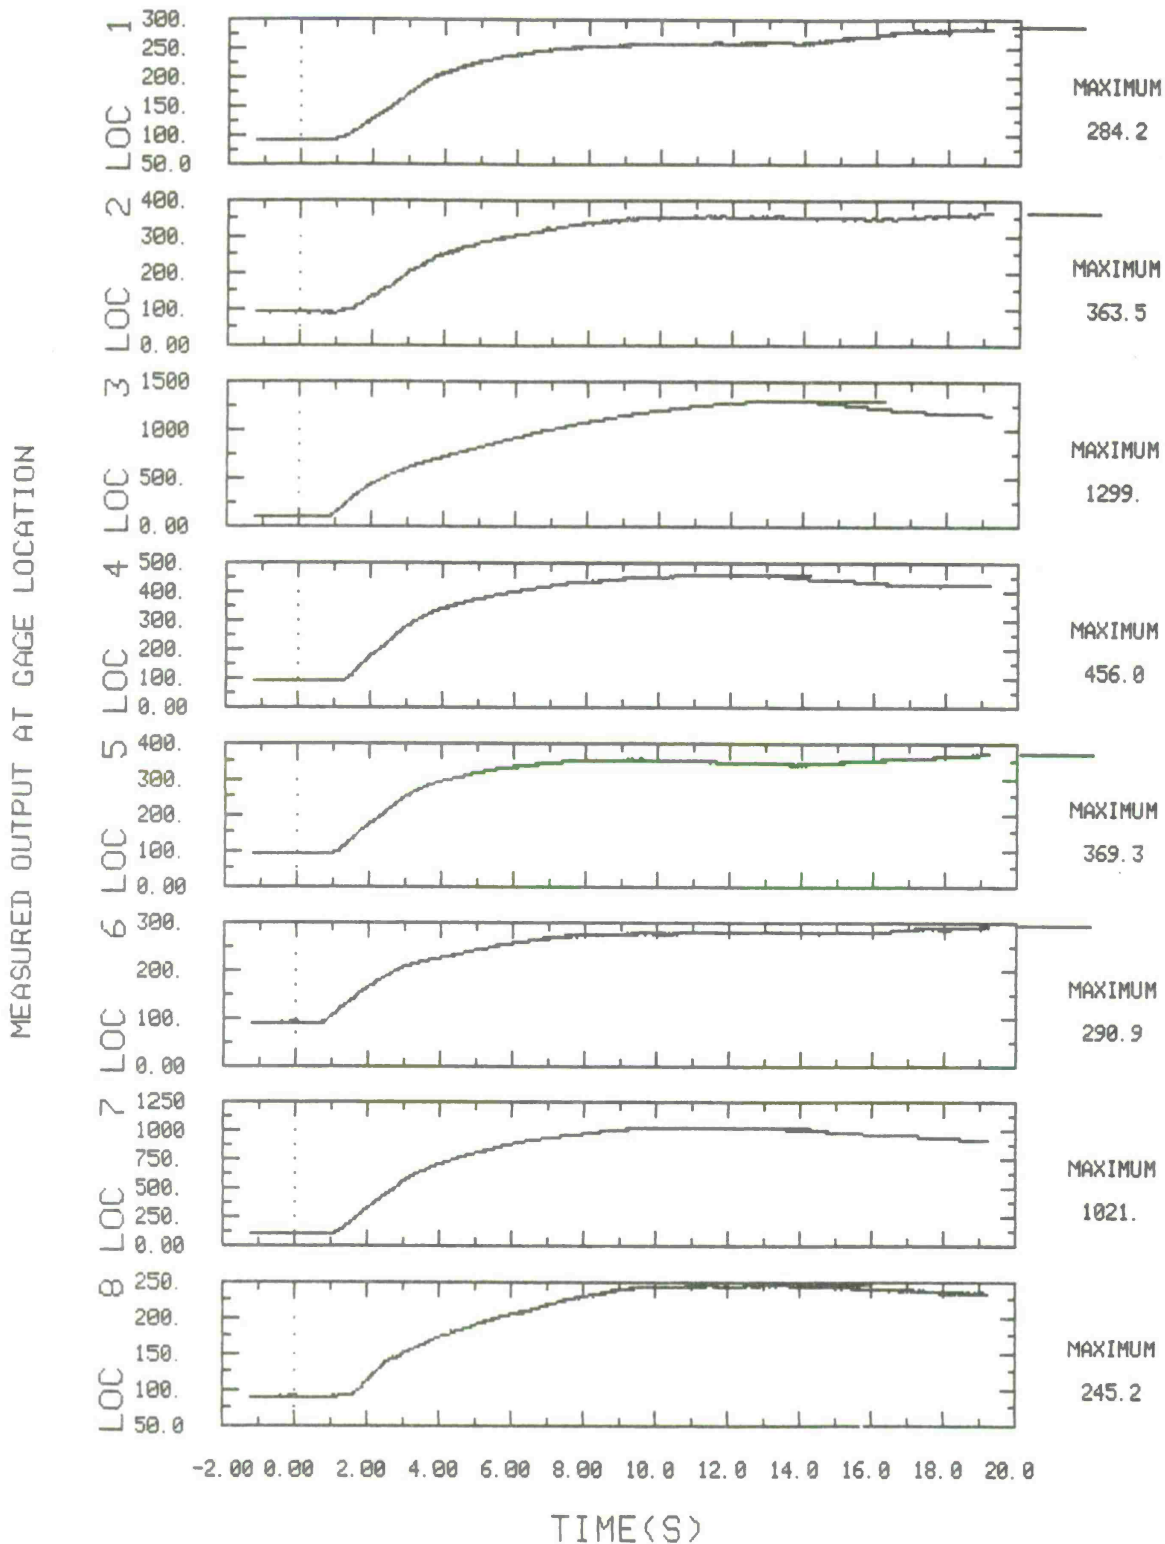 MEASURED OUTPUT AT GAGE LOCATION
LOC 1
300.
250.
200.
150.
100.
50.0
MAXIMUM
284.2
LOC 2
400.
300.
200.
100.
0.00
MAXIMUM
363.5
LOC 3
1500
1000
500.
0.00
MAXIMUM
1299.
LOC 4
500.
400.
300.
200.
100.
0.00
MAXIMUM
456.0
LOC 5
400.
300.
200.
100.
0.00
MAXIMUM
369.3
LOC 6
300.
200.
100.
0.00
MAXIMUM
290.9
LOC 7
1250
1000
750.
500.
250.
0.00
MAXIMUM
1021.
LOC 8
250.
200.
150.
100.
50.0
MAXIMUM
245.2
-2.00 0.00 2.00 4.00 6.00 8.00 10.0 12.0 14.0 16.0 18.0 20.0
TIME(S)